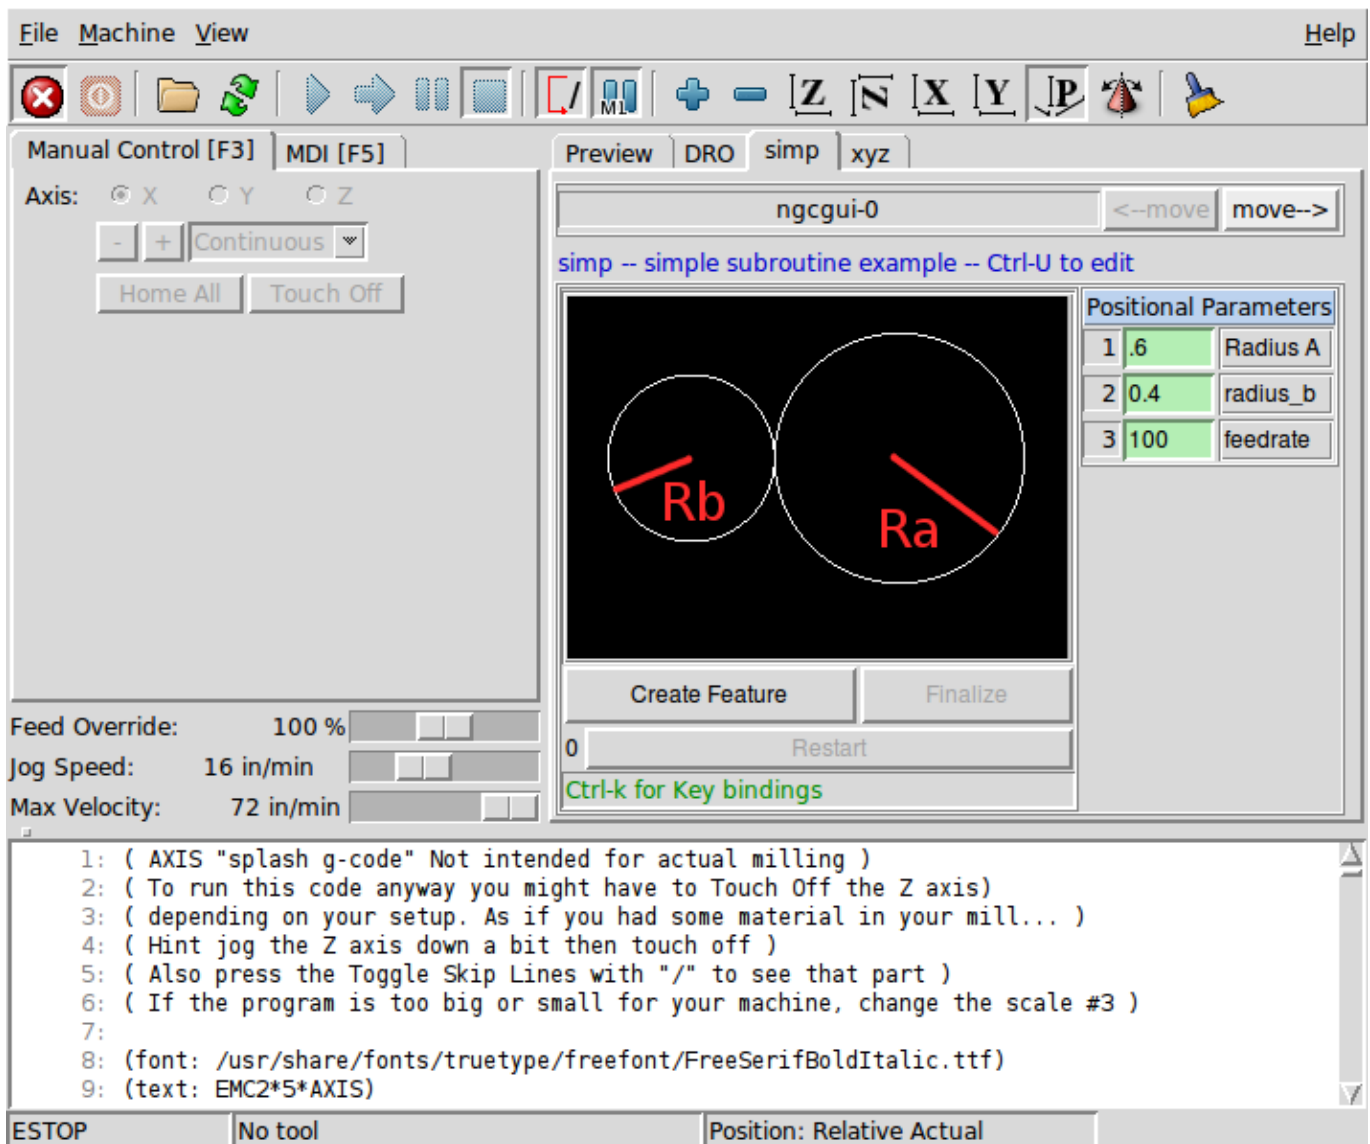 File Machine View Help
M1 Z N X Y P
Manual Control [F3] MDI [F5]
Preview DRO simp xyz
Axis: X Y Z
ngcgui-0 <--move move-->
- + Continuous
simp -- simple subroutine example -- Ctrl-U to edit
Home All Touch Off
Positional Parameters
1 .6 Radius A
2 0.4 radius_b
3 100 feedrate
Rb
Ra
Create Feature Finalize
Feed Override: 100 %
0 Restart
Jog Speed: 16 in/min
Ctrl-k for Key bindings
Max Velocity: 72 in/min
1: ( AXIS "splash g-code" Not intended for actual milling )
2: ( To run this code anyway you might have to Touch Off the Z axis)
3: ( depending on your setup. As if you had some material in your mill... )
4: ( Hint jog the Z axis down a bit then touch off )
5: ( Also press the Toggle Skip Lines with "/" to see that part )
6: ( If the program is too big or small for your machine, change the scale #3 )
7:
8: (font: /usr/share/fonts/truetype/freefont/FreeSerifBoldItalic.ttf)
9: (text: EMC2*5*AXIS)
ESTOP No tool Position: Relative Actual